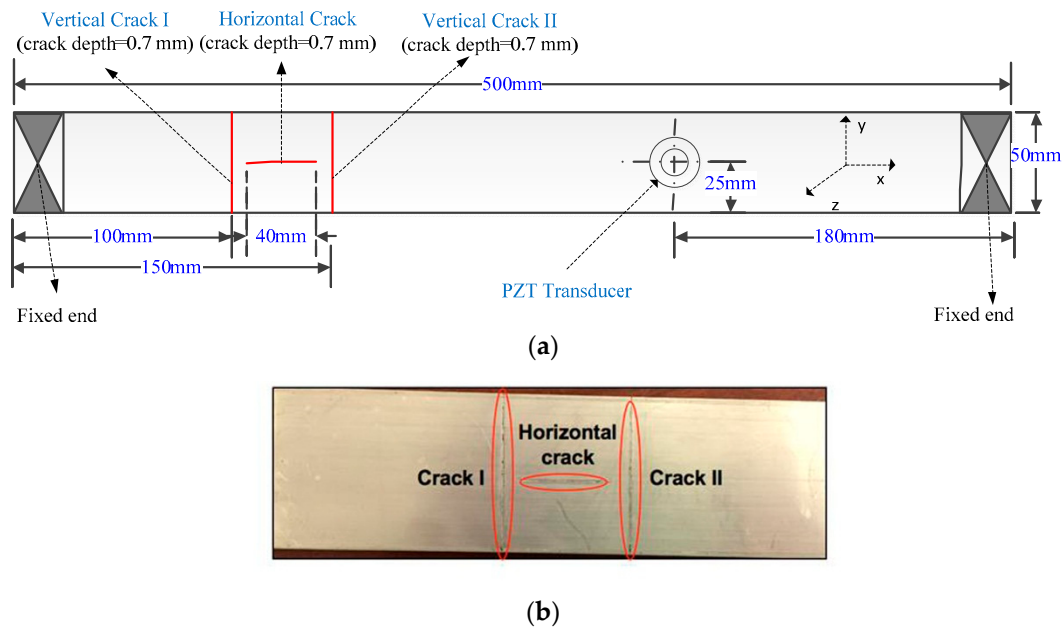 Vertical Crack I
(crack depth=0.7 mm)
Horizontal Crack
(crack depth=0.7 mm)
Vertical Crack II
(crack depth=0.7 mm)
500mm
y
x
z
50mm
25mm
100mm
40mm
180mm
150mm
PZT Transducer
Fixed end
Fixed end
(a)
Horizontal
crack
Crack I
Crack II
(b)